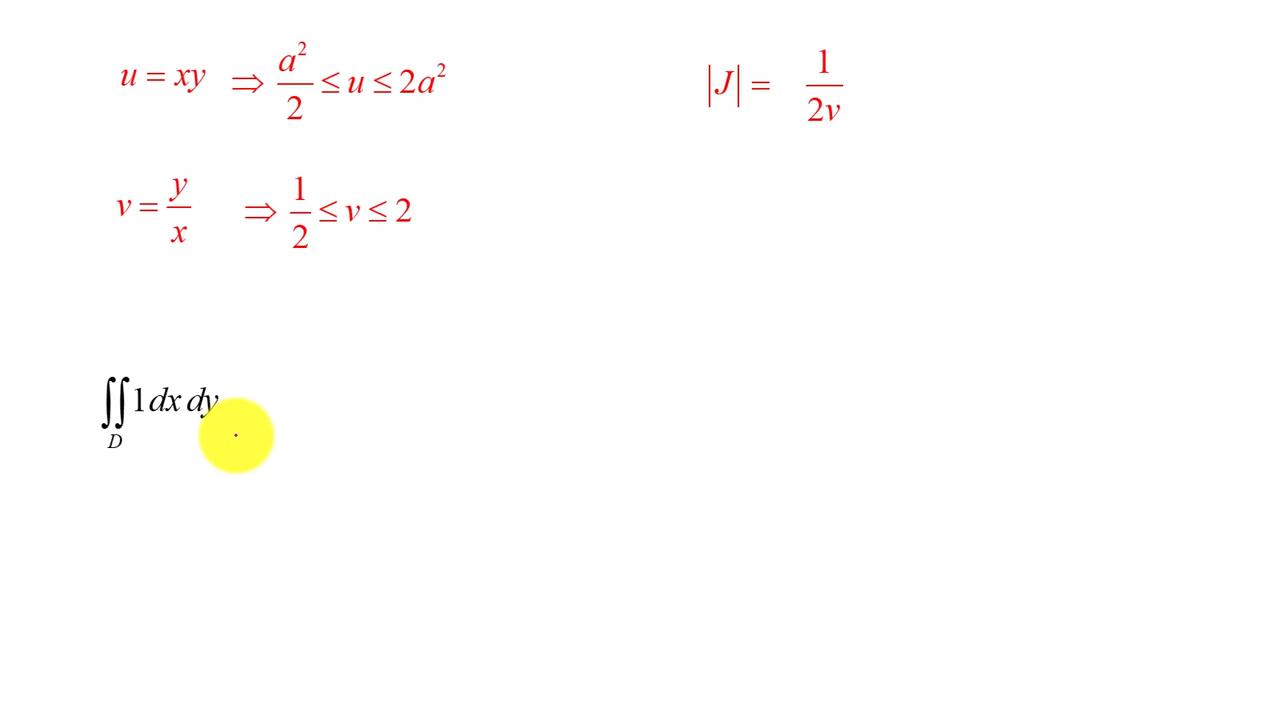 u = xy ⇒ a²/2 ≤ u ≤ 2a²
|J| = 1/2v
v = y/x ⇒ 1/2 ≤ v ≤ 2
∬_D 1 dx dy